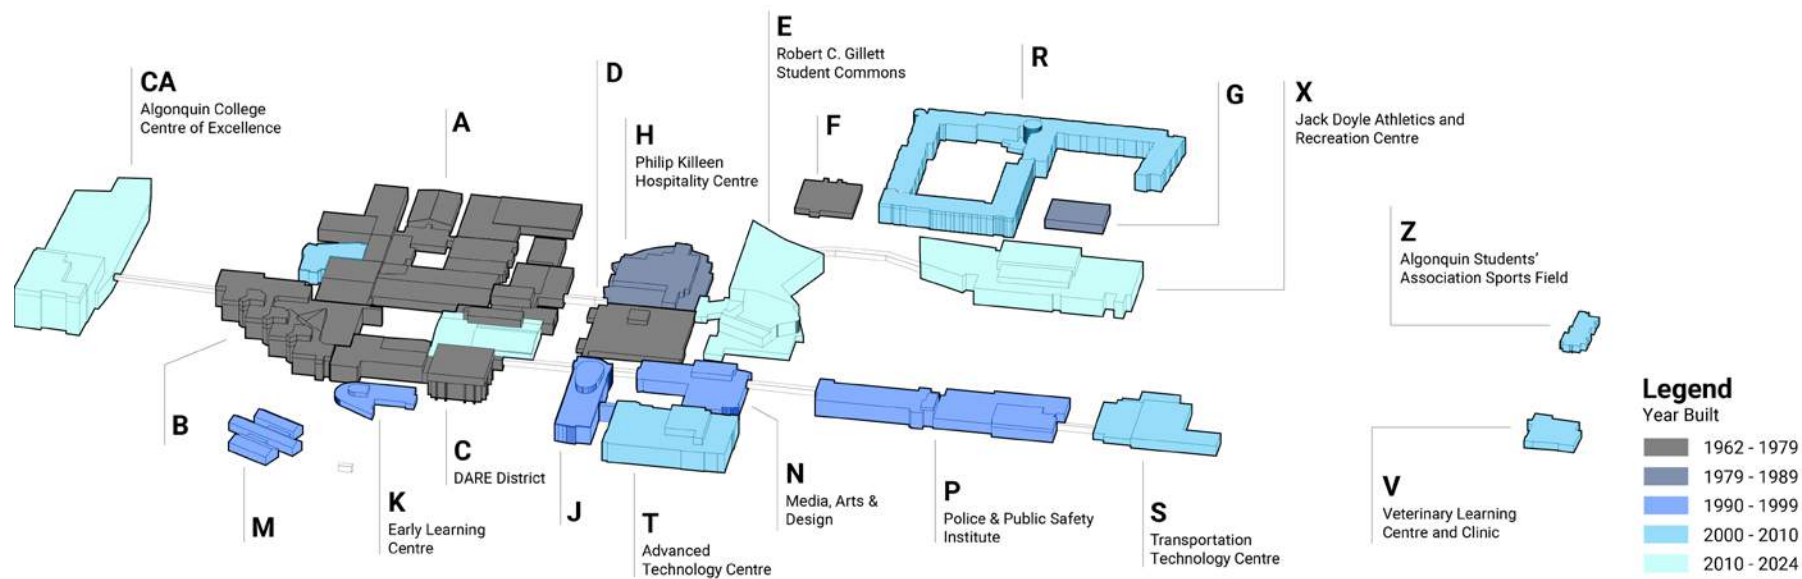 CA
Algonquin College
Centre of Excellence
A
D
H
Philip Killeen
Hospitality Centre
E
Robert C. Gillett
Student Commons
F
R
G
X
Jack Doyle Athletics and
Recreation Centre
Z
Algonquin Students’
Association Sports Field
B
M
K
Early Learning
Centre
C
DARE District
J
T
Advanced
Technology Centre
N
Media, Arts &
Design
P
Police & Public Safety
Institute
S
Transportation
Technology Centre
V
Veterinary Learning
Centre and Clinic
Legend
Year Built
1962 - 1979
1979 - 1989
1990 - 1999
2000 - 2010
2010 - 2024